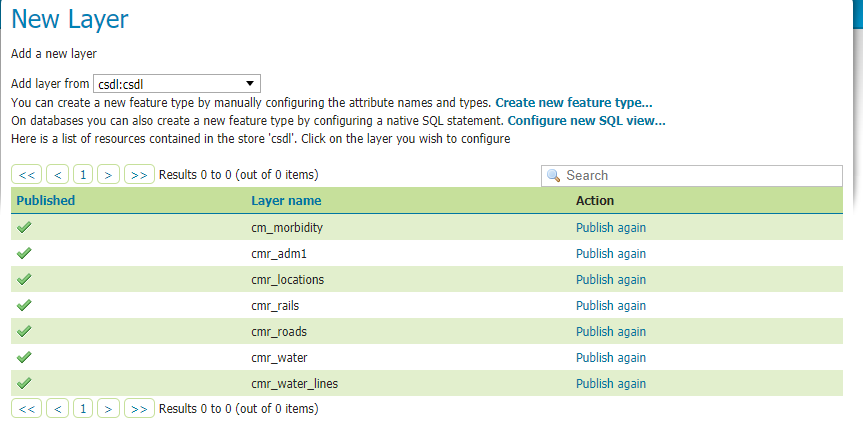 New Layer
Add a new layer
Add layer from csdl:csdl
You can create a new feature type by manually configuring the attribute names and types. Create new feature type...
On databases you can also create a new feature type by configuring a native SQL statement. Configure new SQL view...
Here is a list of resources contained in the store 'csdl'. Click on the layer you wish to configure
<< < 1 > >> Results 0 to 0 (out of 0 items) Search
Published Layer name Action
cm_morbidity Publish again
cmr_adm1 Publish again
cmr_locations Publish again
cmr_rails Publish again
cmr_roads Publish again
cmr_water Publish again
cmr_water_lines Publish again
<< < 1 > >> Results 0 to 0 (out of 0 items)